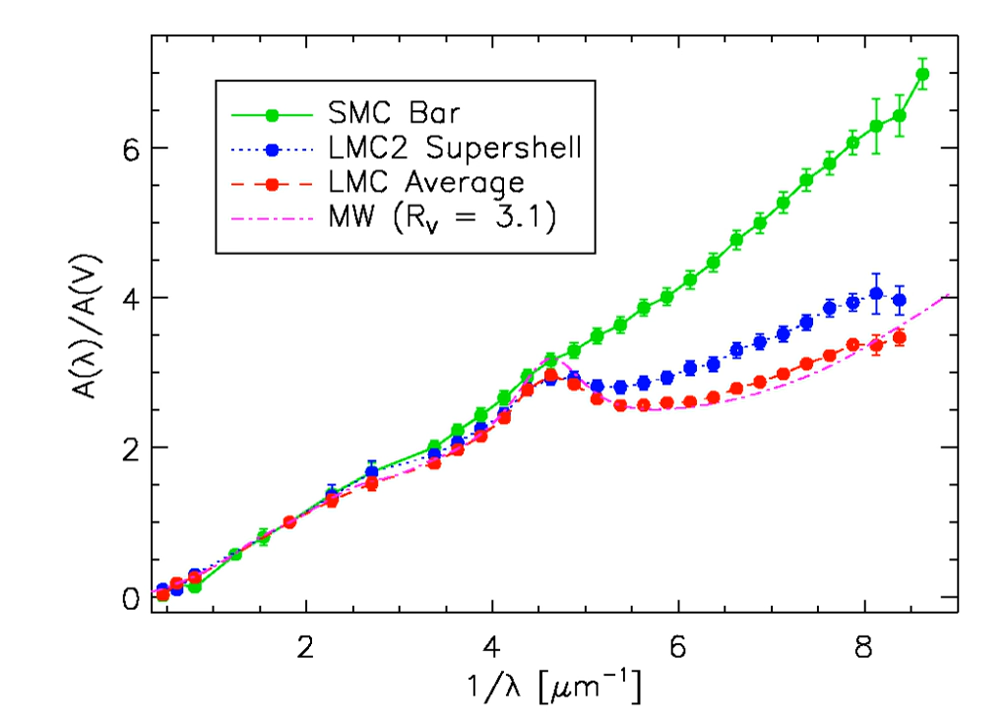 SMC Bar
LMC2 Supershell
LMC Average
MW (Rᵥ = 3.1)
A(λ)/A(V)
6
4
2
0
2 4 6 8
1/λ [μm⁻¹]